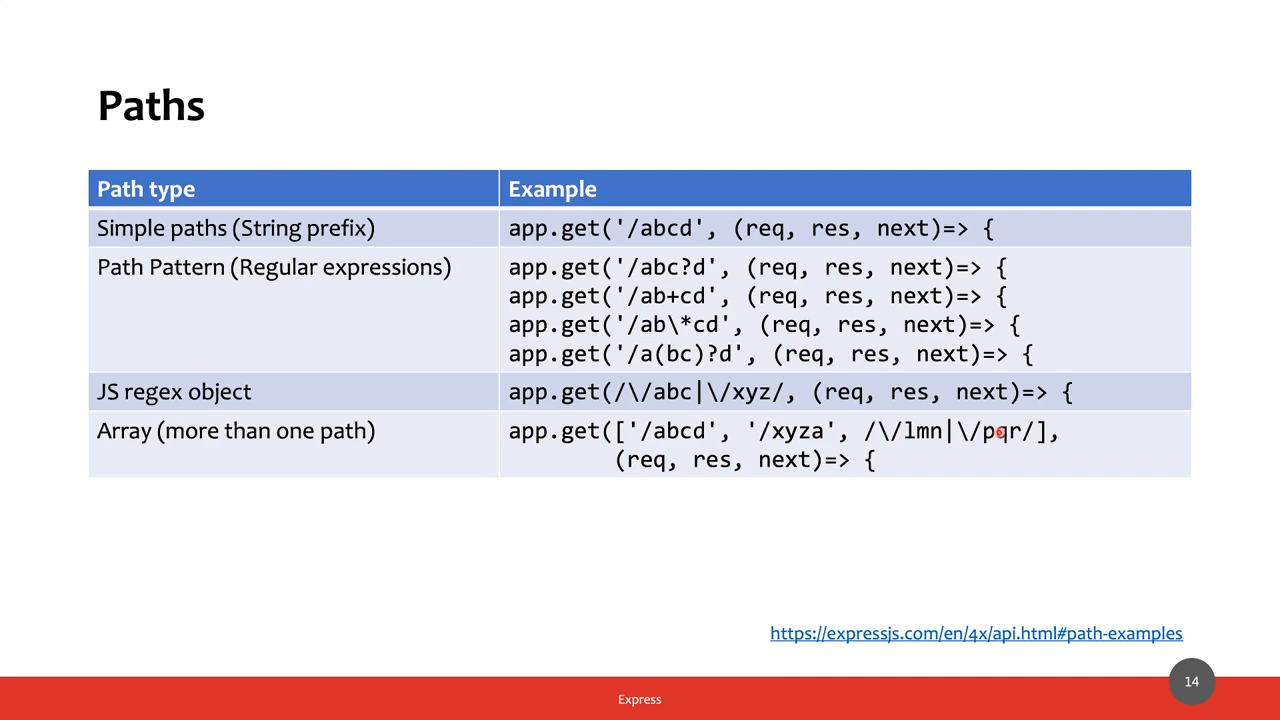 Paths
Path type
Example
Simple paths (String prefix)
app.get('/abcd', (req, res, next)=> {
Path Pattern (Regular expressions)
app.get('/abc?d', (req, res, next)=> {
app.get('/ab+cd', (req, res, next)=> {
app.get('/ab\*cd', (req, res, next)=> {
app.get('/a(bc)?d', (req, res, next)=> {
JS regex object
app.get(/\/abc|\/xyz/, (req, res, next)=> {
Array (more than one path)
app.get(['/abcd', '/xyza', /\/lmn|\/pqr/],
(req, res, next)=> {
https://expressjs.com/en/4x/api.html#path-examples
14
Express